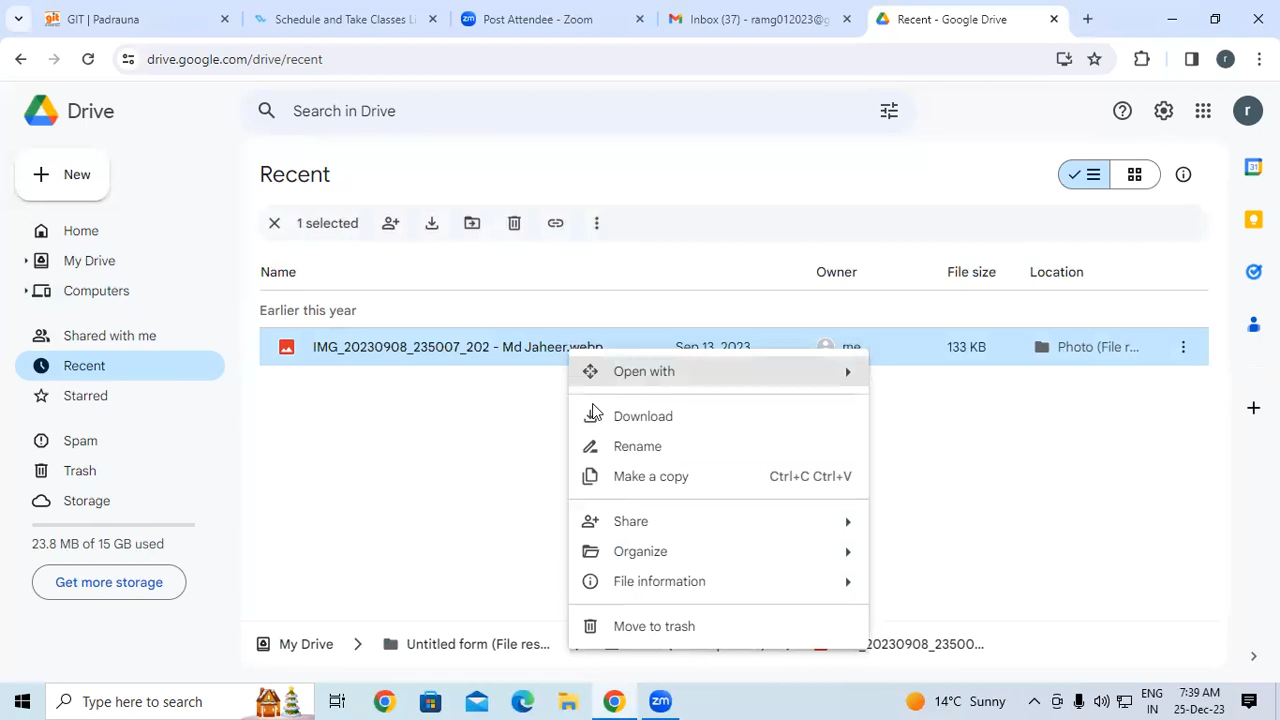 GIT | Padrauna
Schedule and Take Classes Li
Post Attendee - Zoom
Inbox (37) - ramg012023@g
Recent - Google Drive
drive.google.com/drive/recent
r
Drive
Search in Drive
r
New
Recent
31
Home
1 selected
My Drive
Name
Owner
File size
Location
Computers
Earlier this year
Shared with me
IMG_20230908_235007_202 - Md Jaheer.webp
Sep 13, 2023
me
133 KB
Photo (File r...
Recent
Open with
Starred
Download
Spam
Rename
Trash
Make a copy
Ctrl+C Ctrl+V
Storage
Share
23.8 MB of 15 GB used
Organize
Get more storage
File information
Move to trash
My Drive
Untitled form (File res...
_20230908_23500...
Type here to search
14°C Sunny
ENG
IN
7:39 AM
25-Dec-23